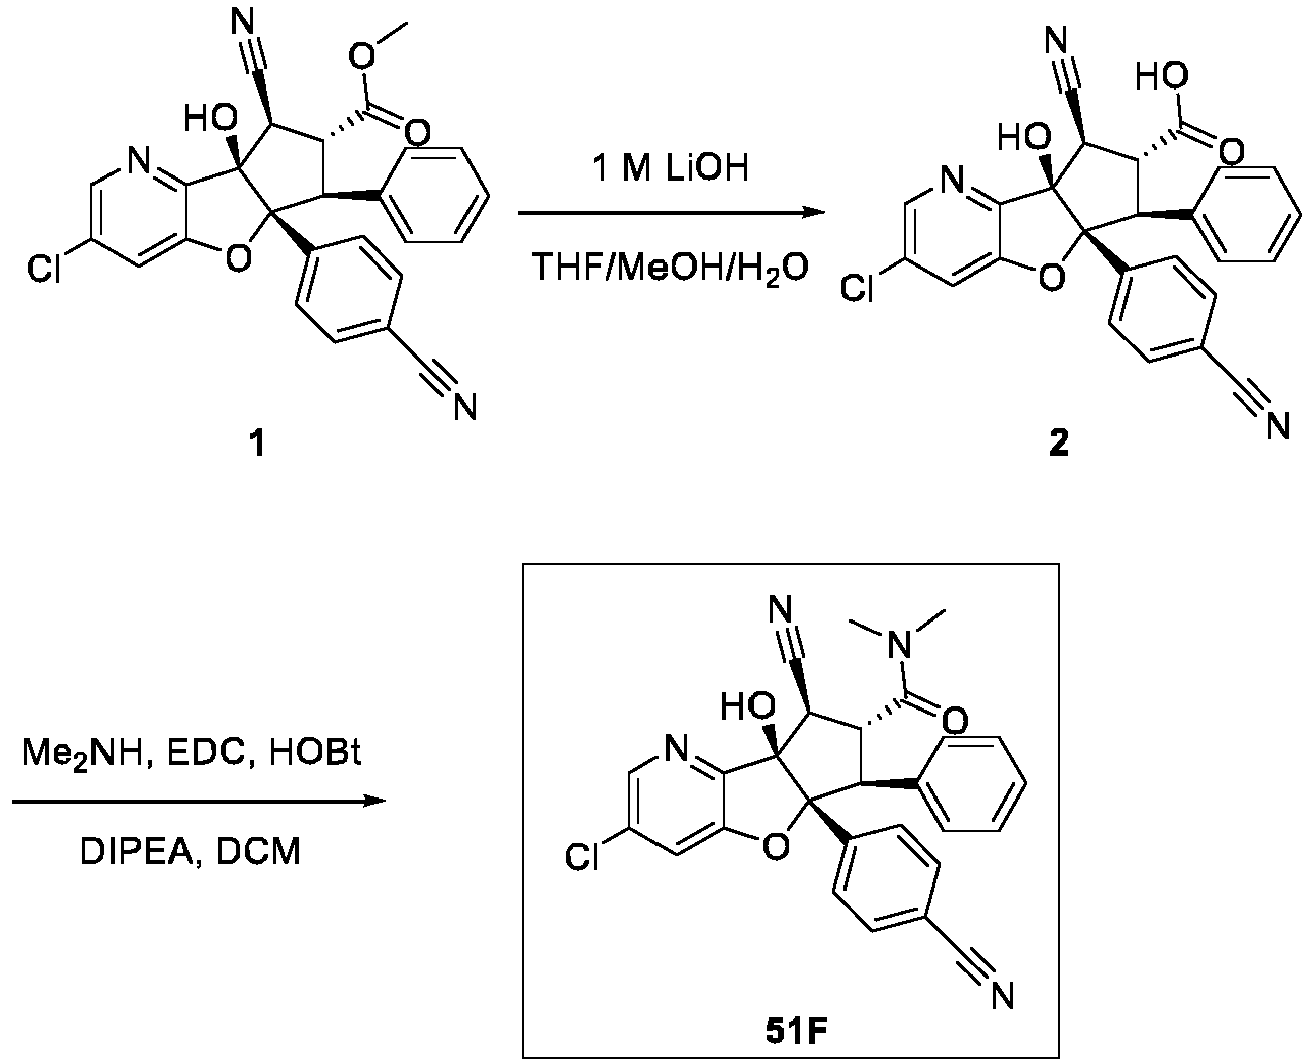 N
O
HO
N
O
Cl
O
N
1
1 M LiOH
THF/MeOH/H₂O
N
HO
HO
O
N
O
Cl
N
2
Me₂NH, EDC, HOBt
DIPEA, DCM
N
N
HO
O
N
O
Cl
N
51F